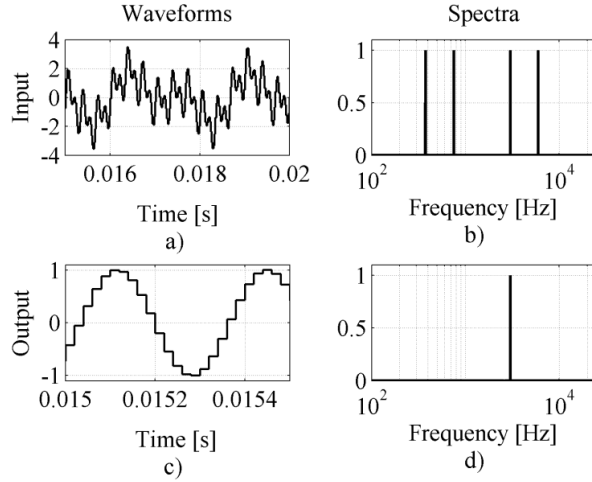 Waveforms
Spectra
Input
4
2
0
-2
-4
0.016
0.018
0.02
Time [s]
a)
1
0.5
0
10^2
10^4
Frequency [Hz]
b)
Output
1
0
-1
0.015
0.0152
0.0154
Time [s]
c)
1
0.5
0
10^2
10^4
Frequency [Hz]
d)